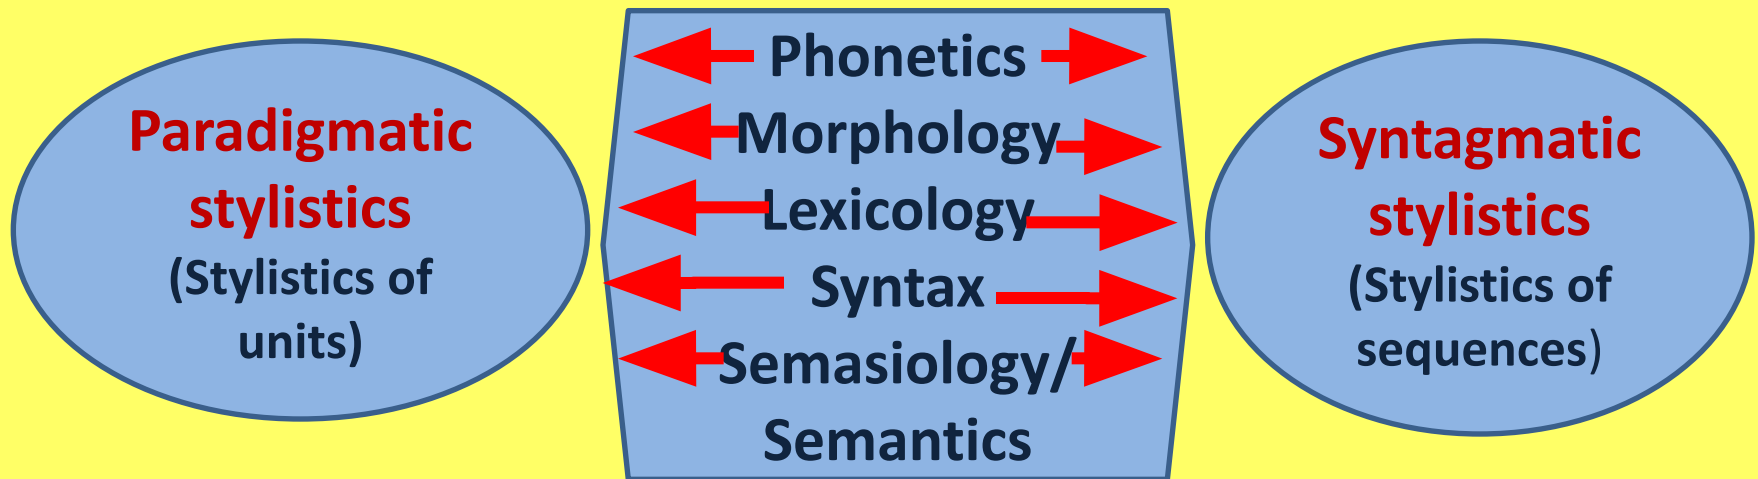 Paradigmatic
stylistics
(Stylistics of
units)
Phonetics
Morphology
Lexicology
Syntax
Semasiology/
Semantics
Syntagmatic
stylistics
(Stylistics of
sequences)